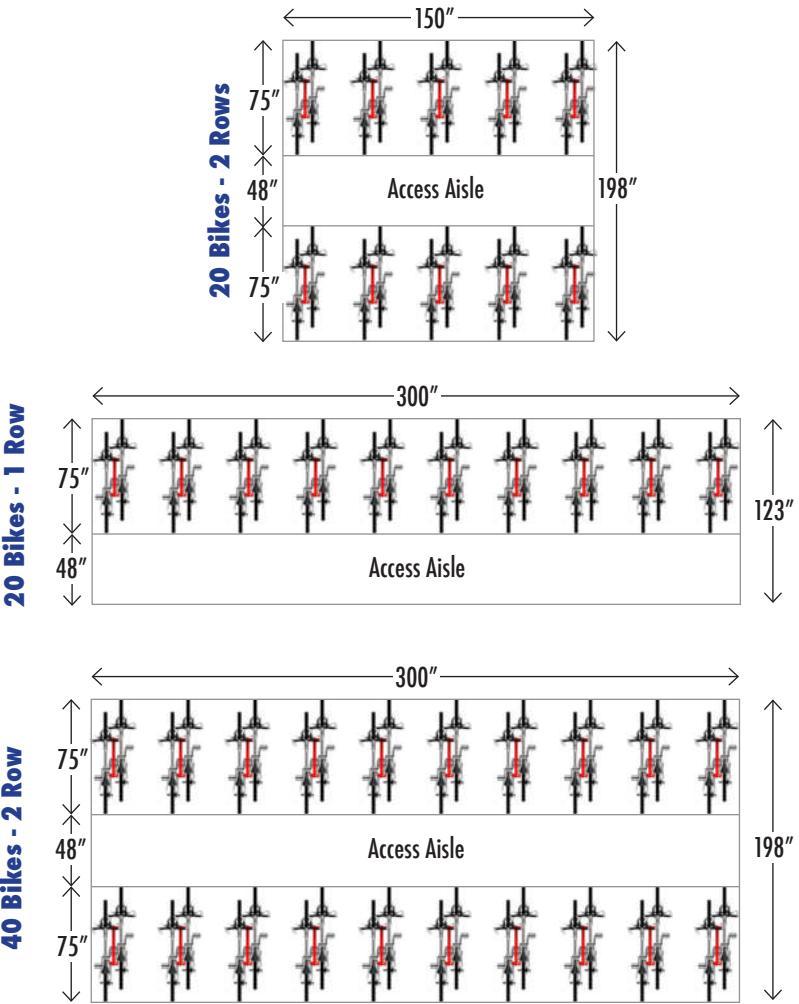 150″
20 Bikes - 2 Rows
75″
48″
Access Aisle
198″
75″
300″
20 Bikes - 1 Row
75″
123″
48″
Access Aisle
300″
40 Bikes - 2 Row
75″
48″
Access Aisle
198″
75″